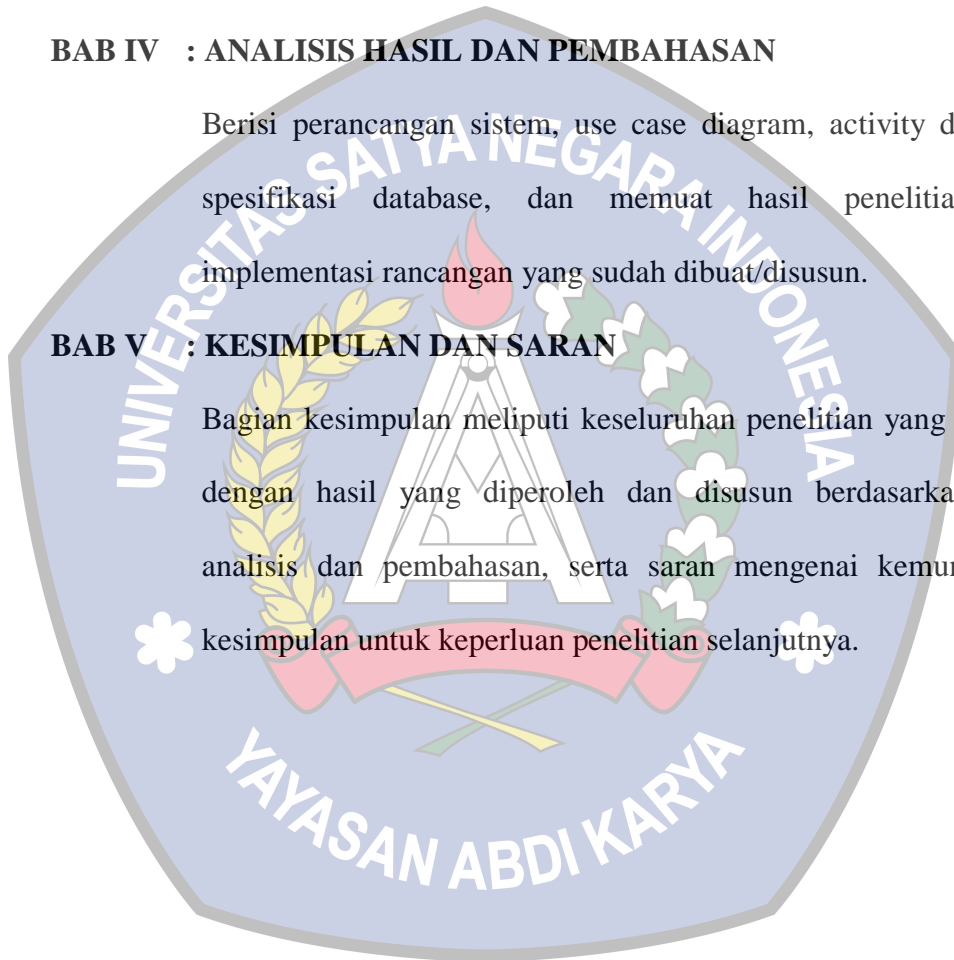 BAB IV : ANALISIS HASIL DAN PEMBAHASAN
Berisi perancangan sistem, use case diagram, activity d
spesifikasi database, dan memuat hasil penelitia
implementasi rancangan yang sudah dibuat/disusun.
BAB V : KESIMPULAN DAN SARAN
Bagian kesimpulan meliputi keseluruhan penelitian yang
dengan hasil yang diperoleh dan disusun berdasarka
analisis dan pembahasan, serta saran mengenai kemu
kesimpulan untuk keperluan penelitian selanjutnya.
UNIVERSITAS SATYA NEGARA INDONESIA
YAYASAN ABDI KARYA